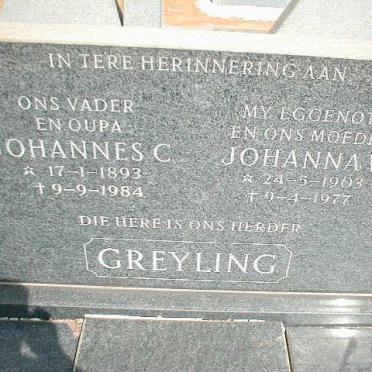 IN TERE HERINNERING AAN
ONS VADER
EN OUPA
JOHANNES C
☆ 17-1-1893
✝ 9-9-1984
MY EGGENOT
EN ONS MOEDE
JOHANNA
☆ 24-5-1903
✝ 9-4-1977
DIE HERE IS ONS HERDER
GREYLING